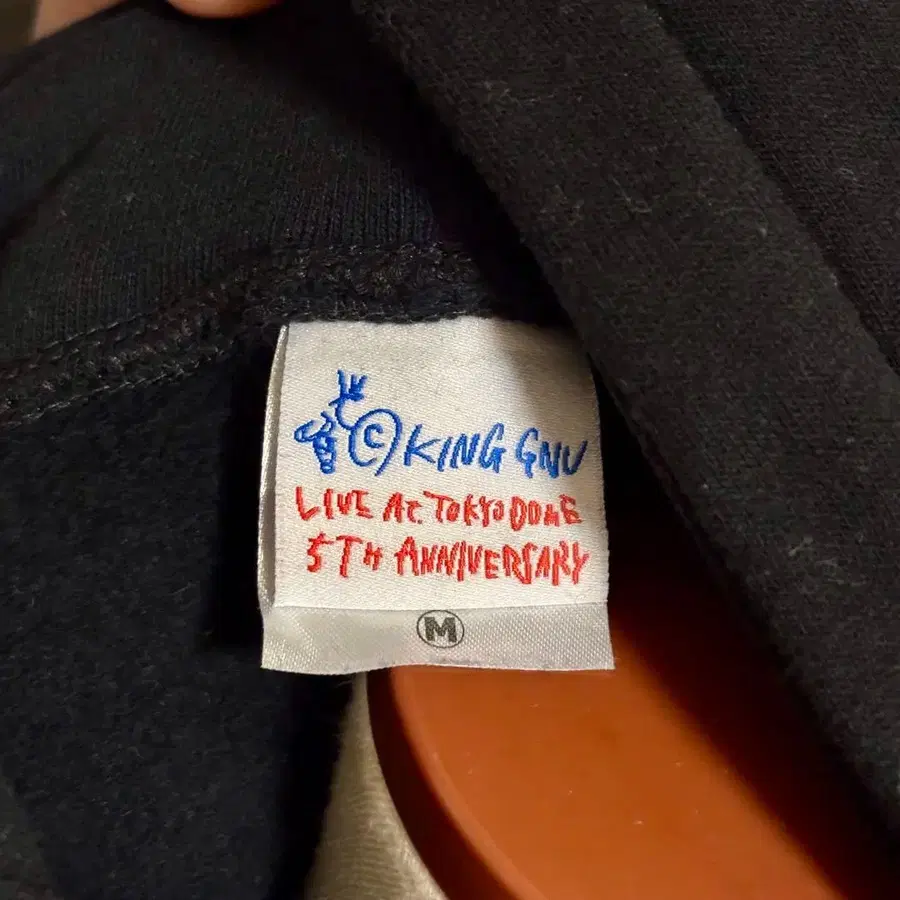 © KING GNU
LIVE At. TOKYO DOME
5TH ANNIVERSARY
M